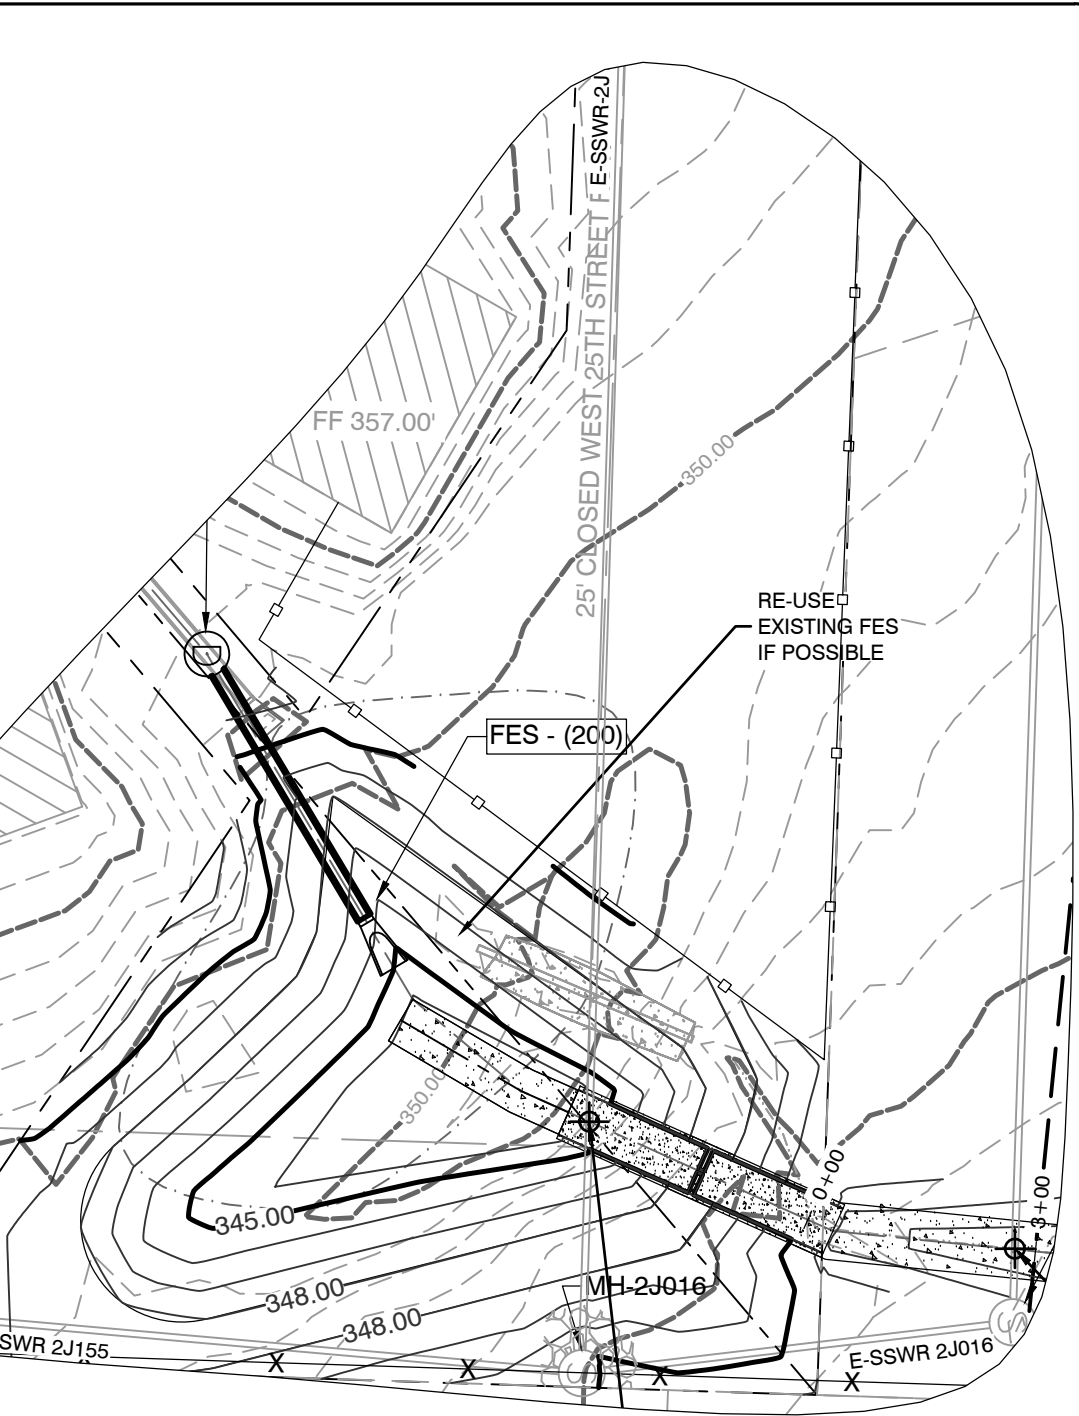 E-SSWR-2J
25' CLOSED WEST 25TH STREET
FF 357.00'
350.00
RE-USE
EXISTING FES
IF POSSIBLE
FES - (200)
350.00
0+00
3+00
345.00
348.00
348.00
MH-2J016
SWR 2J155
E-SSWR 2J016
X
X
X
X